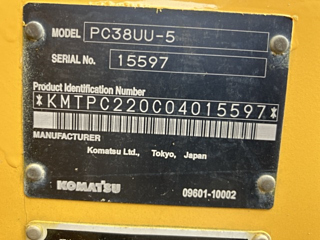 MODEL PC38UU-5
SERIAL No. 15597
Product Identification Number
*KMTPC220C04015597*
MANUFACTURER
Komatsu Ltd., Tokyo, Japan
KOMATSU 09601-10002